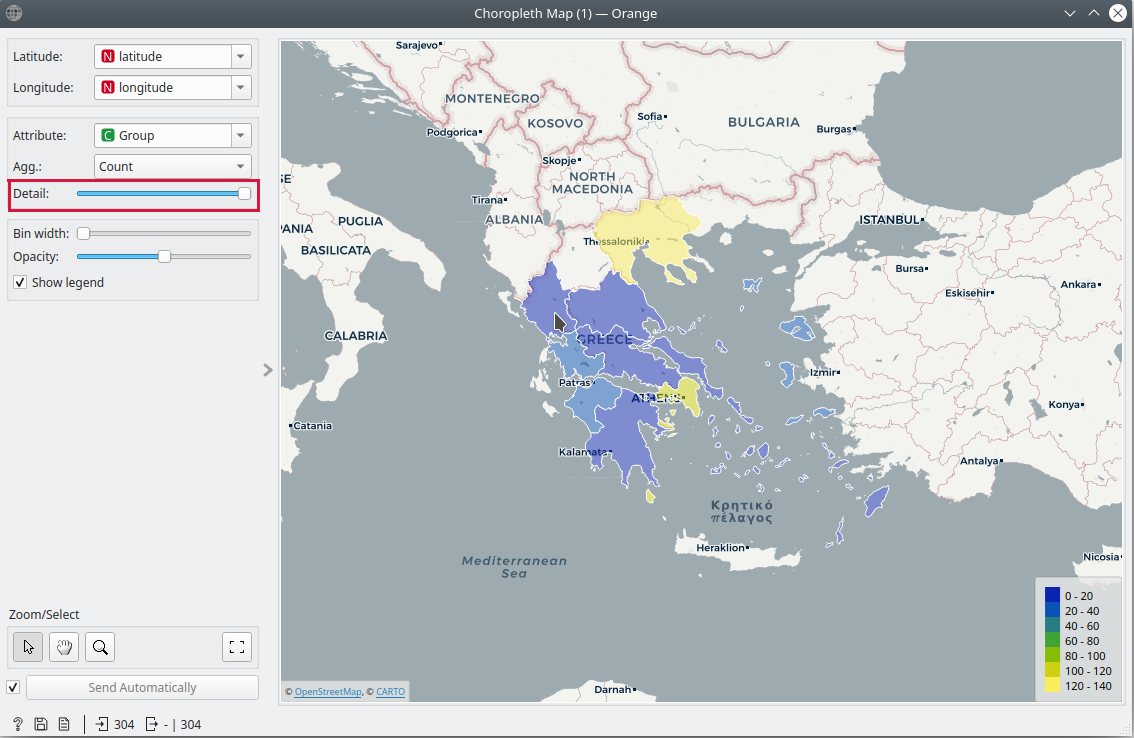 Choropleth Map (1) — Orange
Latitude:
N latitude
Longitude:
N longitude
Attribute:
C Group
Agg.:
Count
Detail:
Bin width:
Opacity:
Show legend
Zoom/Select
Send Automatically
? 304 - | 304
Sarajevo
MONTENEGRO
KOSOVO
Podgorica
Sofia
BULGARIA
Burgas
Skopje
NORTH
MACEDONIA
Tirana
ALBANIA
SE
PUGLIA
ANIA
BASILICATA
CALABRIA
Catania
Thessaloniki
ISTANBUL
Bursa
Ankara
Eskisehir
GREECE
Patras
ATHENS
Izmir
Konya
Kalamata
Antalya
Κρητικό
πέλαγος
Heraklion
Mediterranean
Sea
Nicosia
Darnah
0 - 20
20 - 40
40 - 60
60 - 80
80 - 100
100 - 120
120 - 140
© OpenStreetMap, © CARTO